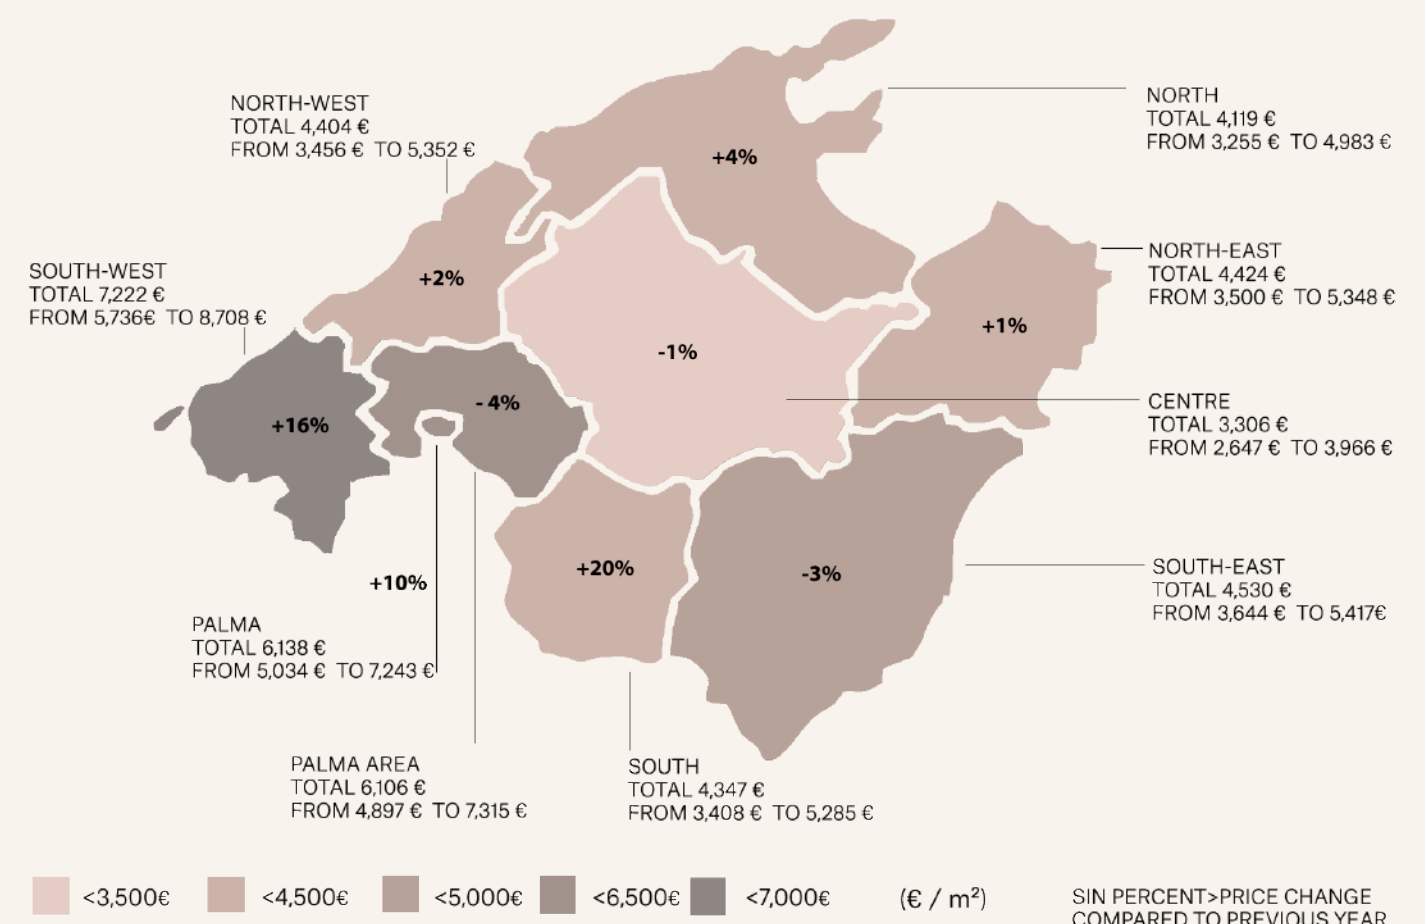 NORTH-WEST
TOTAL 4,404 €
FROM 3,456 € TO 5,352 €
NORTH
TOTAL 4,119 €
FROM 3,255 € TO 4,983 €
+4%
SOUTH-WEST
TOTAL 7,222 €
FROM 5,736€ TO 8,708 €
+2%
NORTH-EAST
TOTAL 4,424 €
FROM 3,500 € TO 5,348 €
+1%
-1%
+16%
- 4%
CENTRE
TOTAL 3,306 €
FROM 2,647 € TO 3,966 €
+20%
-3%
SOUTH-EAST
TOTAL 4,530 €
FROM 3,644 € TO 5,417€
+10%
PALMA
TOTAL 6,138 €
FROM 5,034 € TO 7,243 €
PALMA AREA
TOTAL 6,106 €
FROM 4,897 € TO 7,315 €
SOUTH
TOTAL 4,347 €
FROM 3,408 € TO 5,285 €
<3,500€ <4,500€ <5,000€ <6,500€ <7,000€ (€ / m²)
SIN PERCENT>PRICE CHANGE
COMPARED TO PREVIOUS YEAR